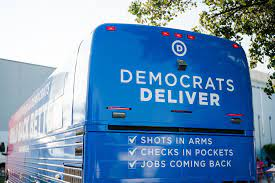 D
DEMOCRATS
DELIVER
✓ SHOTS IN ARMS
✓ CHECKS IN POCKETS
✓ JOBS COMING BACK